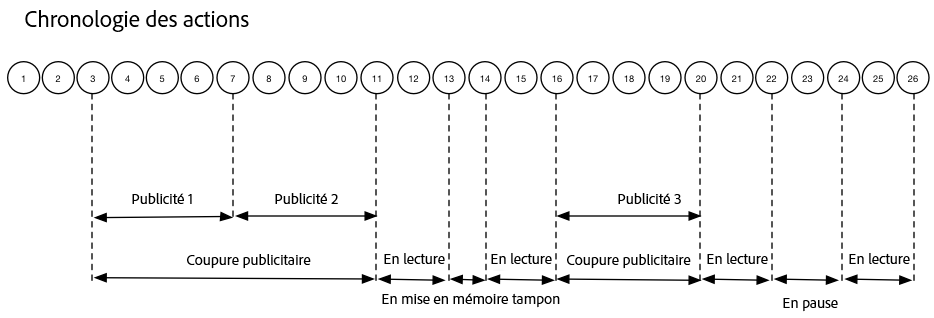 Chronologie des actions
1 2 3 4 5 6 7 8 9 10 11 12 13 14 15 16 17 18 19 20 21 22 23 24 25 26
Publicité 1 Publicité 2 Publicité 3
Coupure publicitaire En lecture En lecture Coupure publicitaire En lecture En lecture
En mise en mémoire tampon En pause